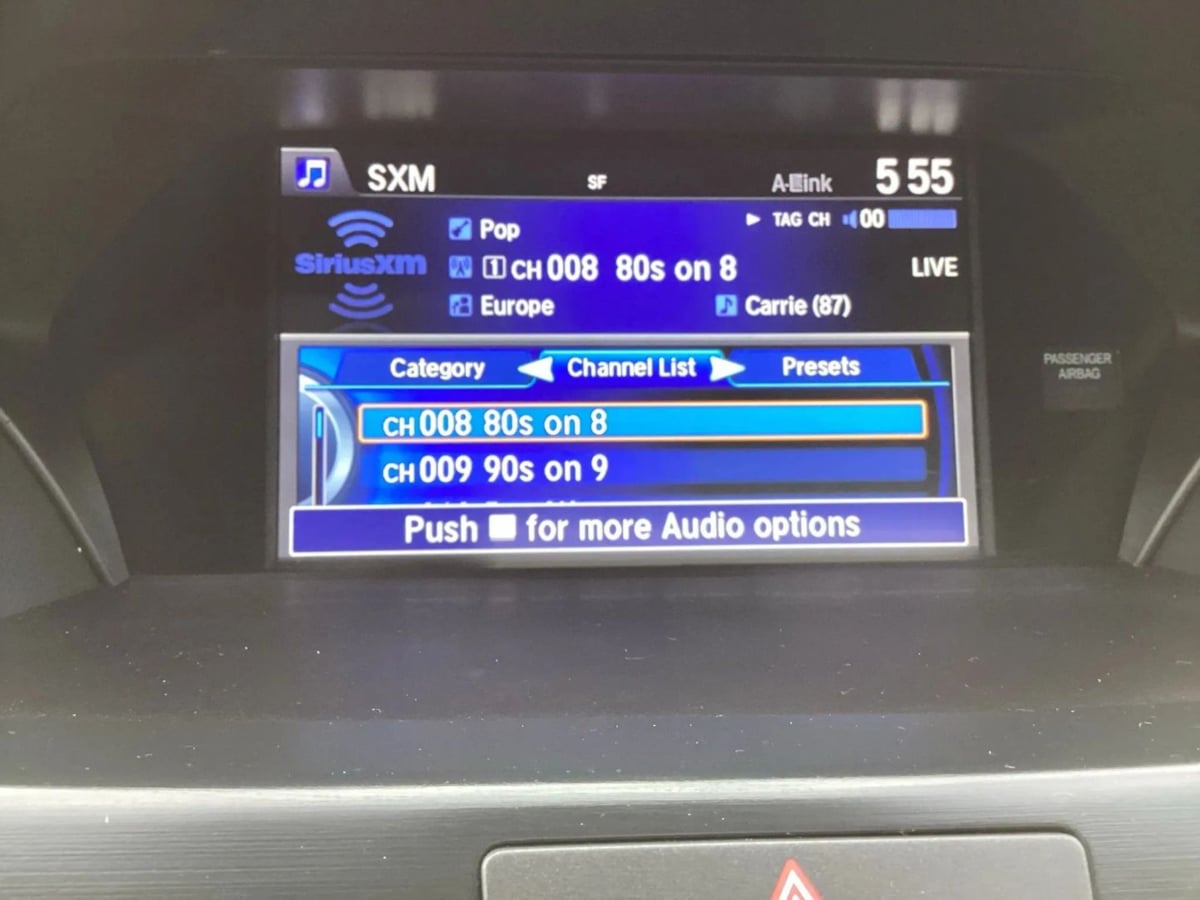 SXM SF A-Link 5 55
Pop TAG CH 00
SiriusXM 1 CH 008 80s on 8 LIVE
Europe Carrie (87)
Category Channel List Presets
CH 008 80s on 8
CH 009 90s on 9
Push for more Audio options
PASSENGER
AIRBAG